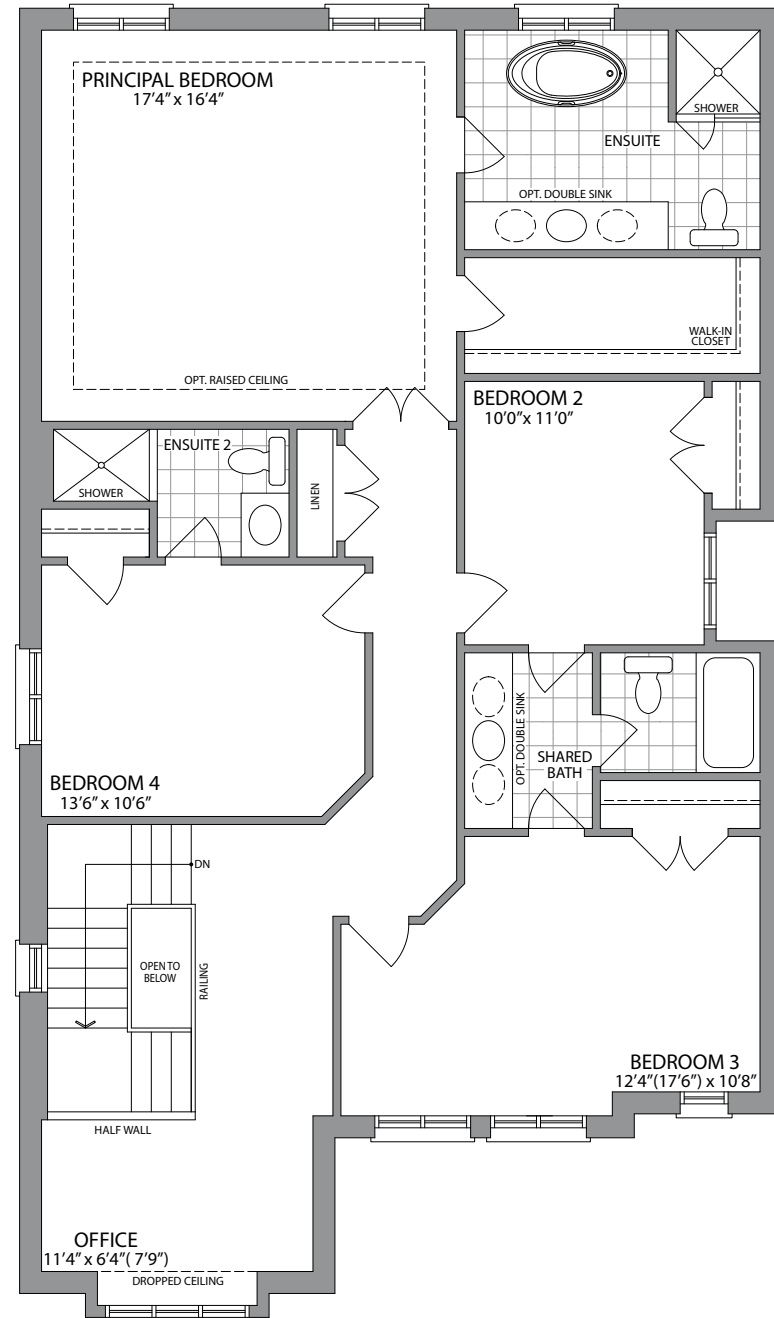 PRINCIPAL BEDROOM
17'4" x 16'4"
SHOWER
ENSUITE
OPT. DOUBLE SINK
WALK-IN
CLOSET
OPT. RAISED CEILING
BEDROOM 2
10'0"x 11'0"
ENSUITE 2
SHOWER
LINEN
OPT. DOUBLE SINK
SHARED
BATH
BEDROOM 4
13'6" x 10'6"
DN
OPEN TO
BELOW
RAILING
BEDROOM 3
12'4"(17'6") x 10'8"
HALF WALL
OFFICE
11'4" x 6'4"( 7'9")
DROPPED CEILING